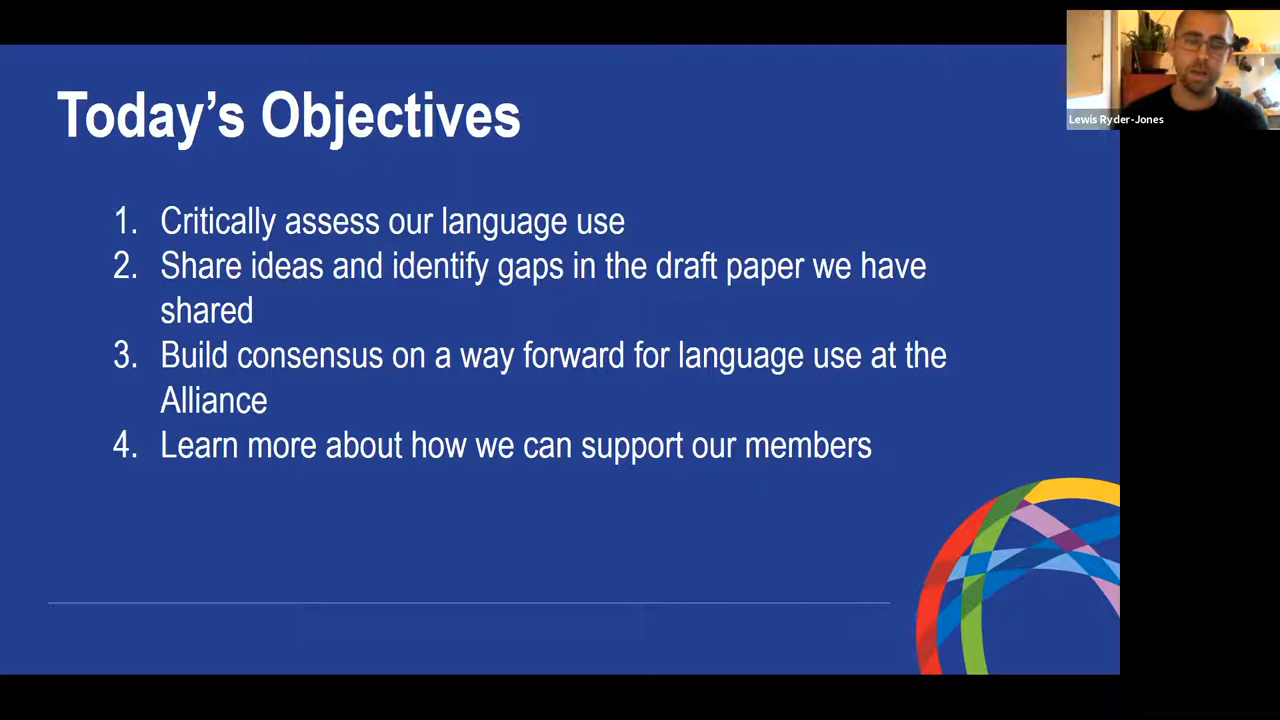 Today's Objectives
Lewis Ryder-Jones
1. Critically assess our language use
2. Share ideas and identify gaps in the draft paper we have
shared
3. Build consensus on a way forward for language use at the
Alliance
4. Learn more about how we can support our members